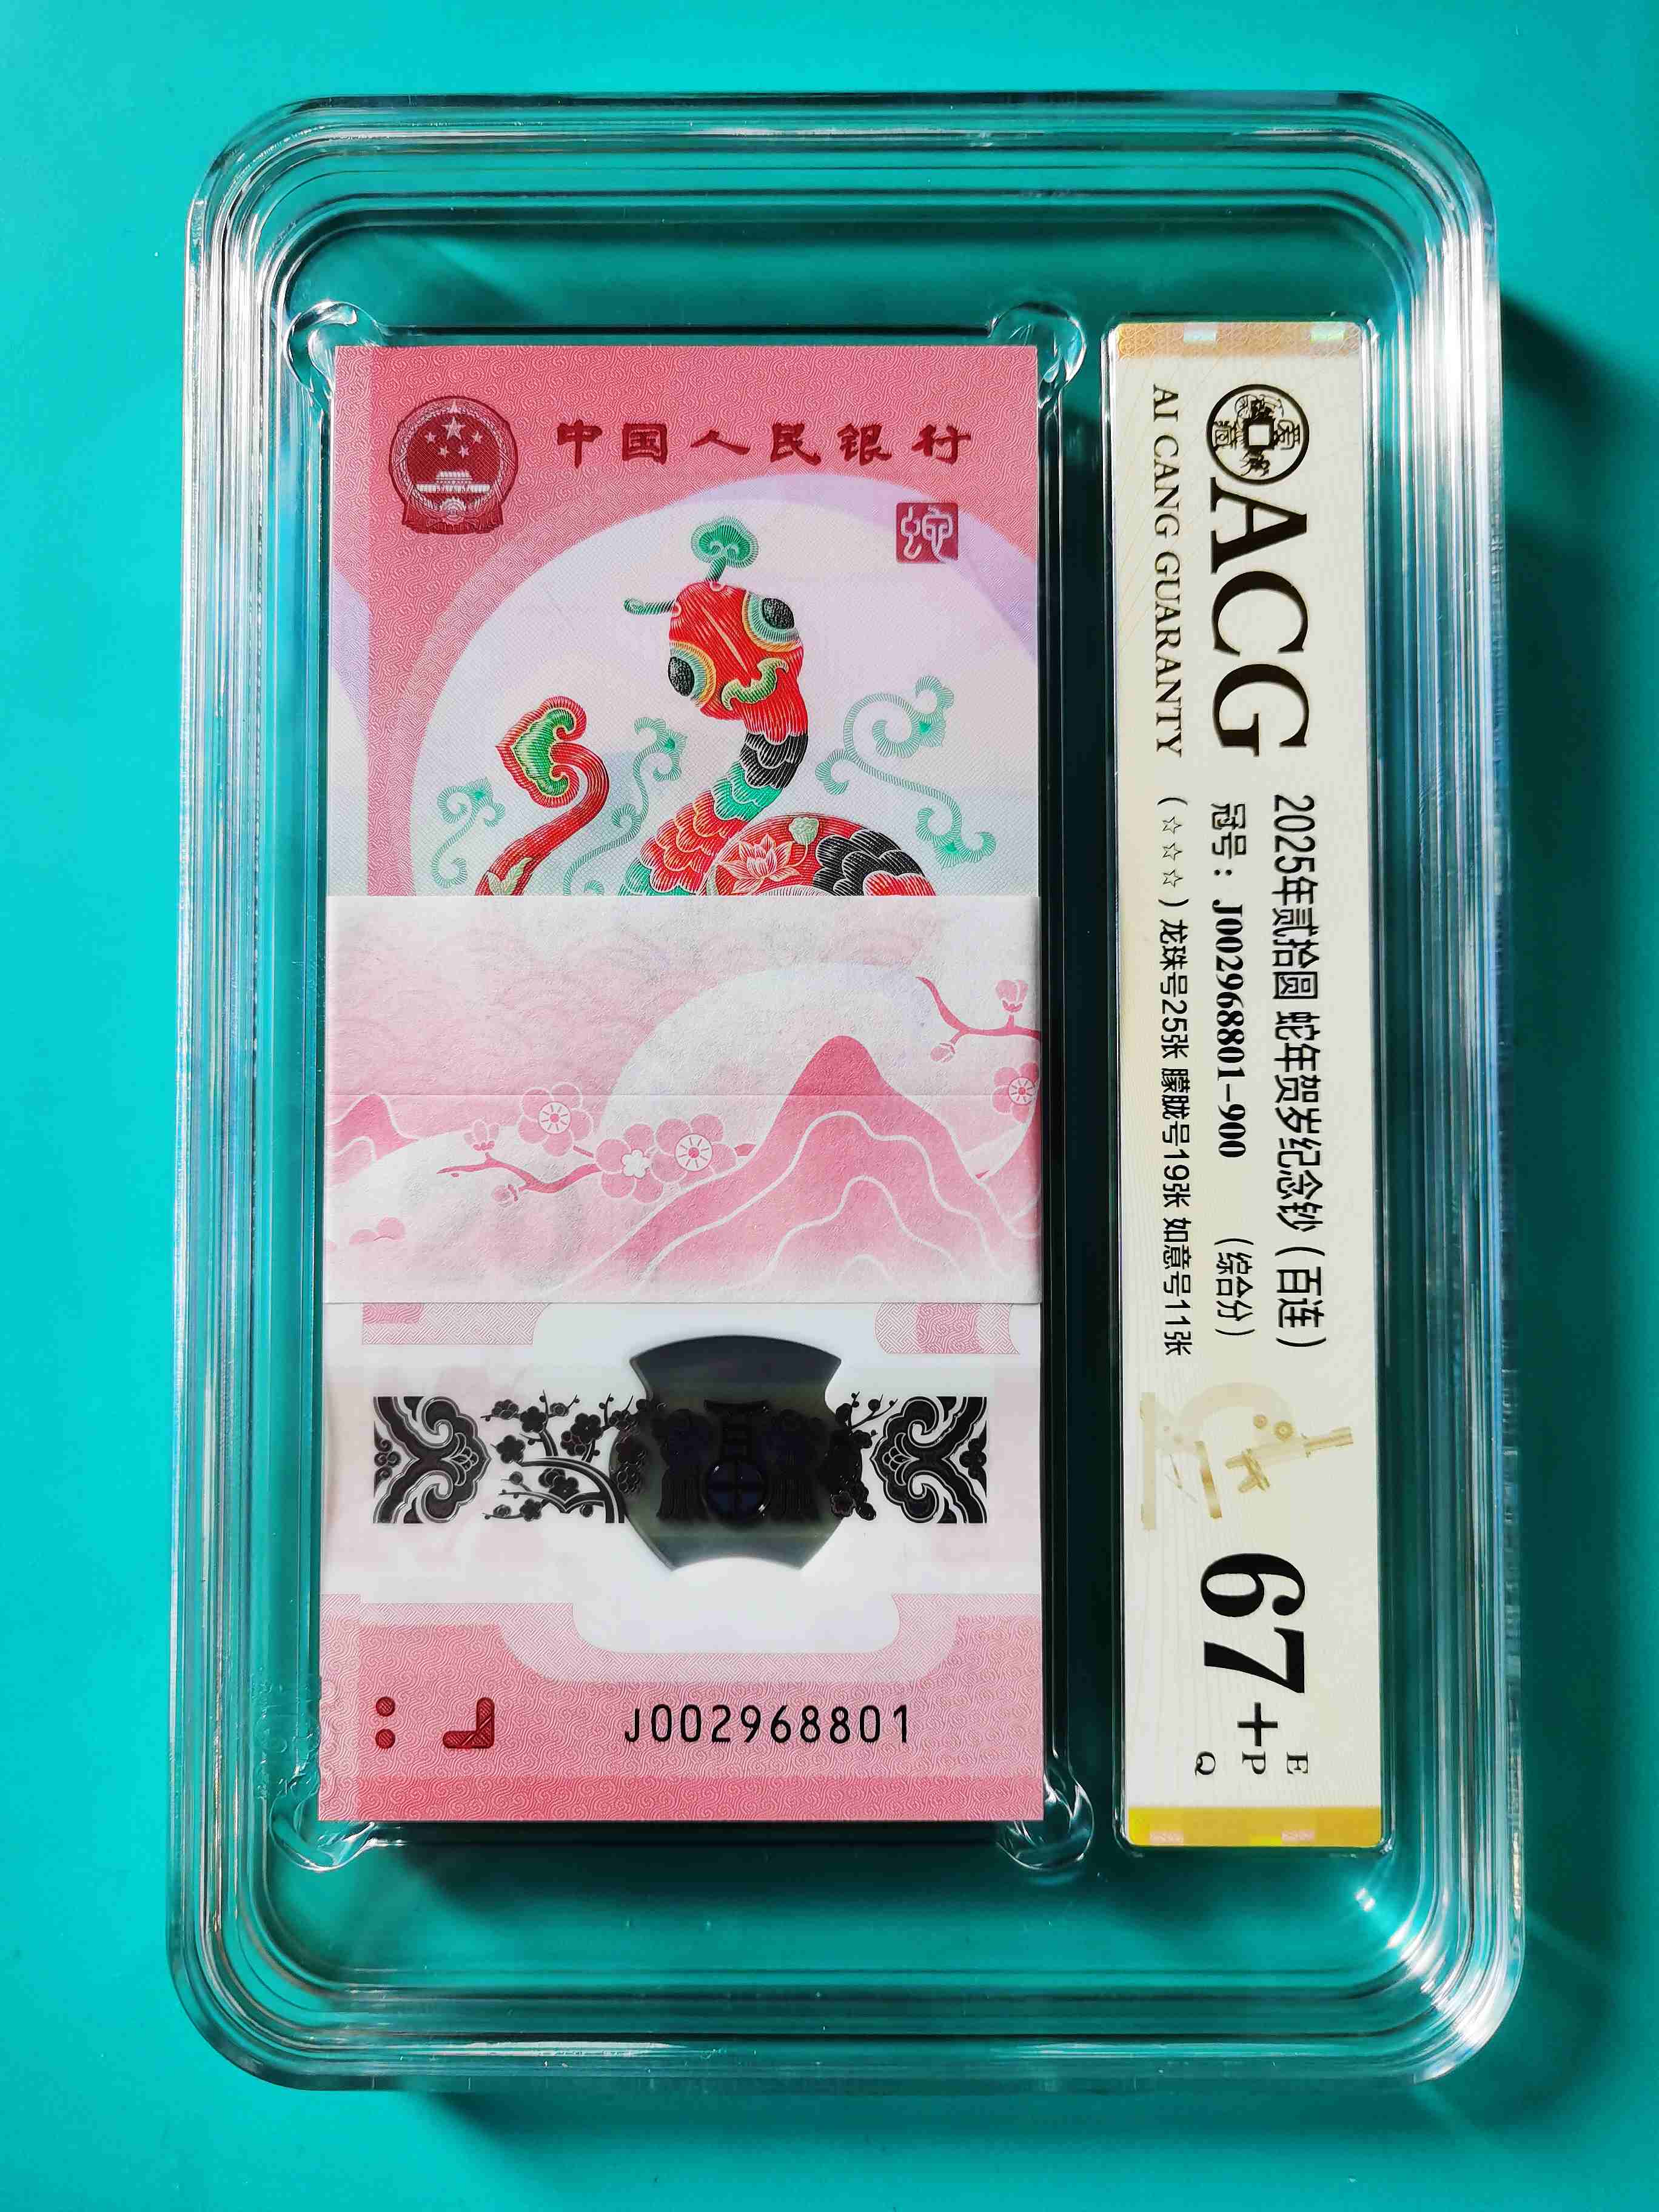 中国人民银行
蛇
J002968801
ACG
AI CANG GUARANTY
2025年贰拾圆 蛇年贺岁纪念钞（百连）
冠号：J002968801-900 （综合分）
（☆☆☆）龙珠号25张 朦胧号19张 如意号11张
67+
E
P
Q